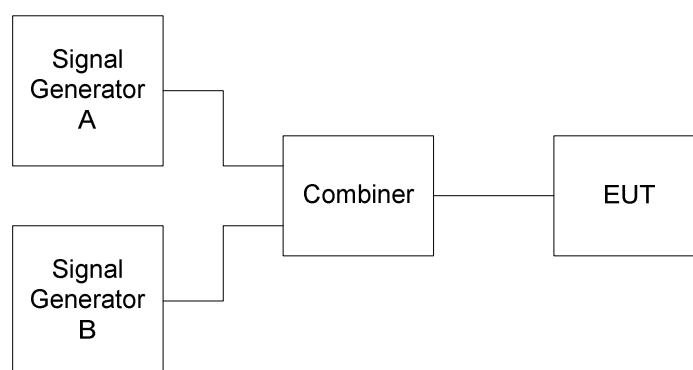 Signal
Generator
A
Combiner
EUT
Signal
Generator
B